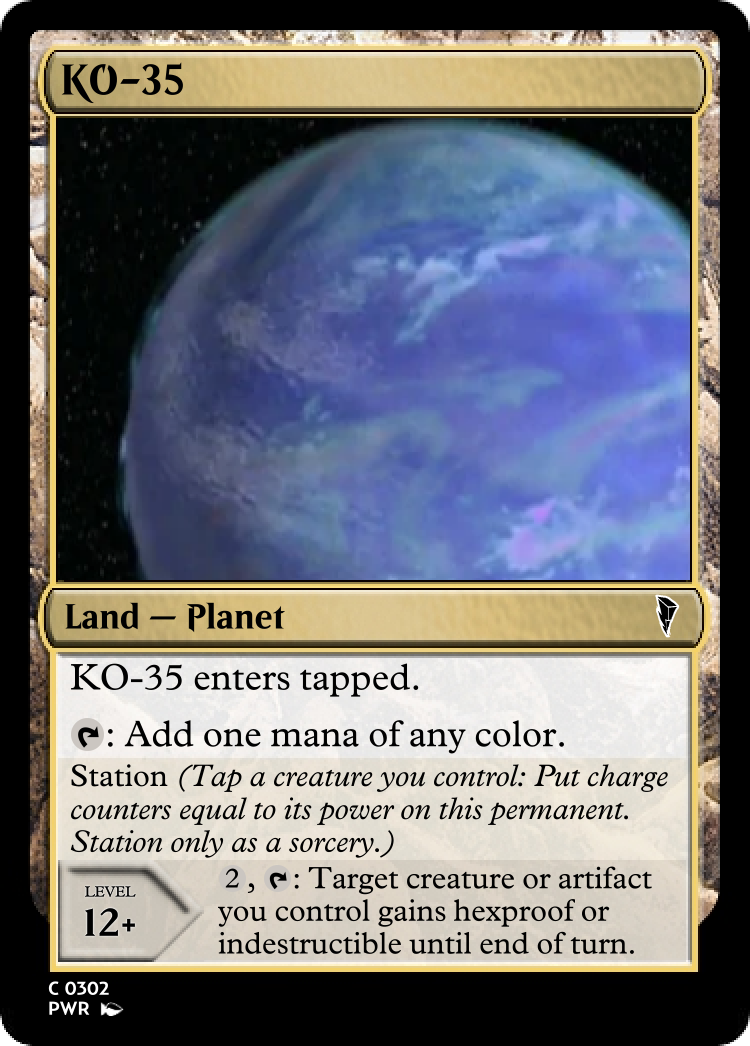 KO-35
Land — Planet
KO-35 enters tapped.
: Add one mana of any color.
Station (Tap a creature you control: Put charge
counters equal to its power on this permanent.
Station only as a sorcery.)
LEVEL
12+
2, : Target creature or artifact
you control gains hexproof or
indestructible until end of turn.
C 0302
PWR